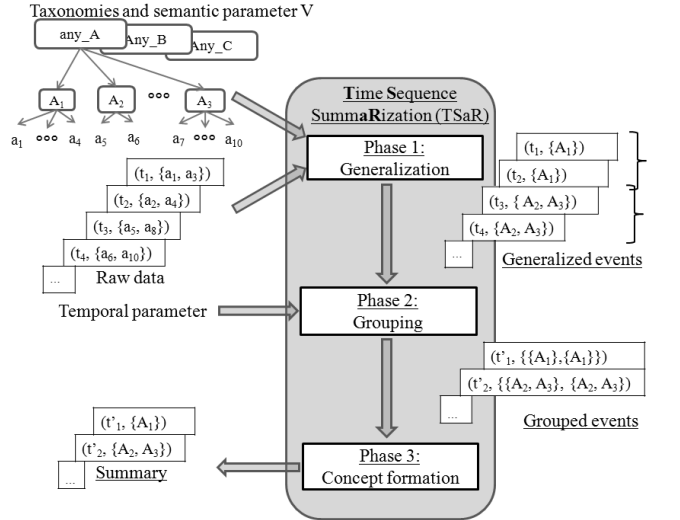 Taxonomies and semantic parameter V
any_A
Any_B
Any_C
A1
A2
°°°
A3
a1 °°° a4 a5 a6 a7 °°° a10
Time Sequence
SummaRization (TSaR)
Phase 1:
Generalization
(t1, {a1, a3})
(t2, {a2, a4})
(t3, {a5, a8})
(t4, {a6, a10})
...
Raw data
(t1, {A1})
(t2, {A1})
(t3, { A2, A3})
(t4, {A2, A3})
...
Generalized events
Temporal parameter
Phase 2:
Grouping
(t’1, {{A1},{A1}})
(t’2, {{A2, A3}, {A2, A3})
...
Grouped events
Phase 3:
Concept formation
(t’1, {A1})
(t’2, {A2, A3})
...
Summary